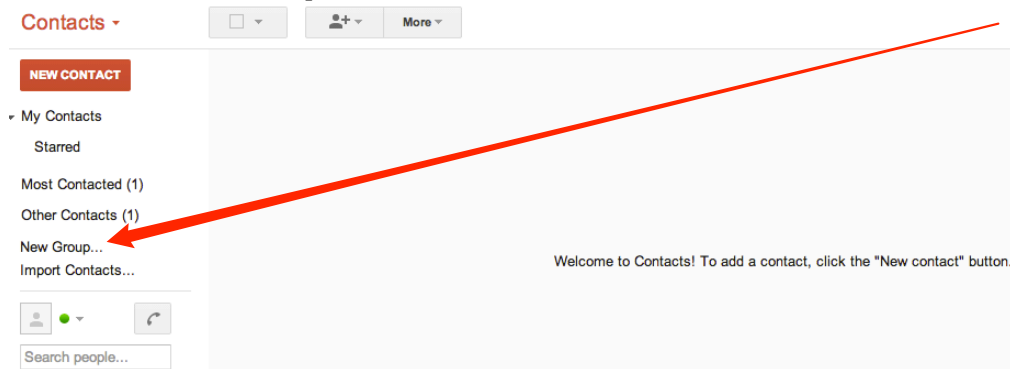 Contacts
More
NEW CONTACT
My Contacts
Starred
Most Contacted (1)
Other Contacts (1)
New Group...
Import Contacts...
Welcome to Contacts! To add a contact, click the "New contact" button.
Search people...